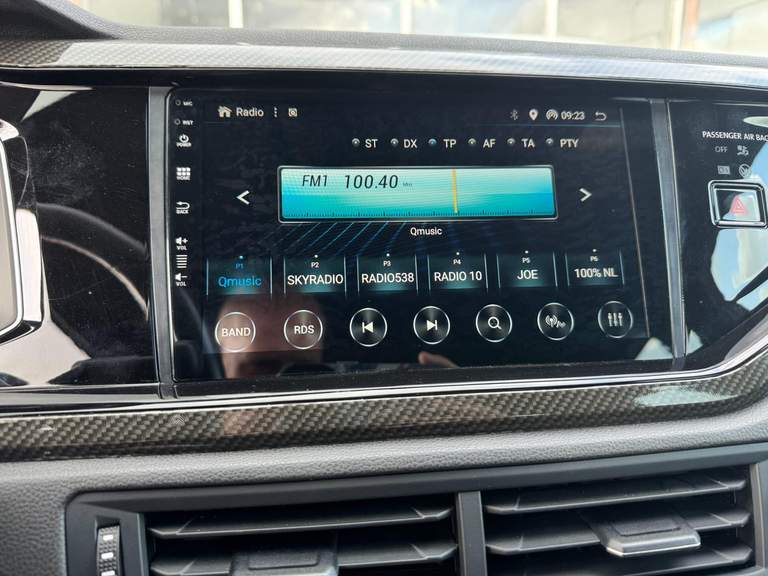 MIC
RST
POWER
HOME
BACK
VOL
VOL
Radio
09:23
ST DX TP AF TA PTY
FM1 100.40 MHz
Qmusic
P1 P2 P3 P4 P5 P6
Qmusic SKYRADIO RADIO538 RADIO 10 JOE 100% NL
BAND RDS
PASSENGER AIR BAG
OFF